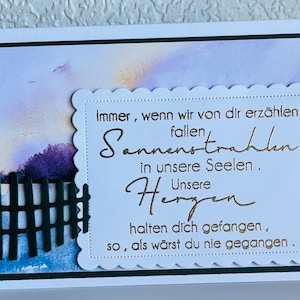 Immer , wenn wir von dir erzählen
fallen
Sonnenstrahlen
in unsere Seelen .
Unsere
Herzen
halten dich gefangen ,
so , als wärst du nie gegangen .